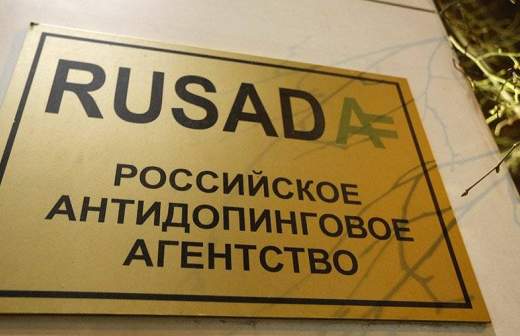 RUSADA
РОССИЙСКОЕ
АНТИДОПИНГОВОЕ
АГЕНТСТВО